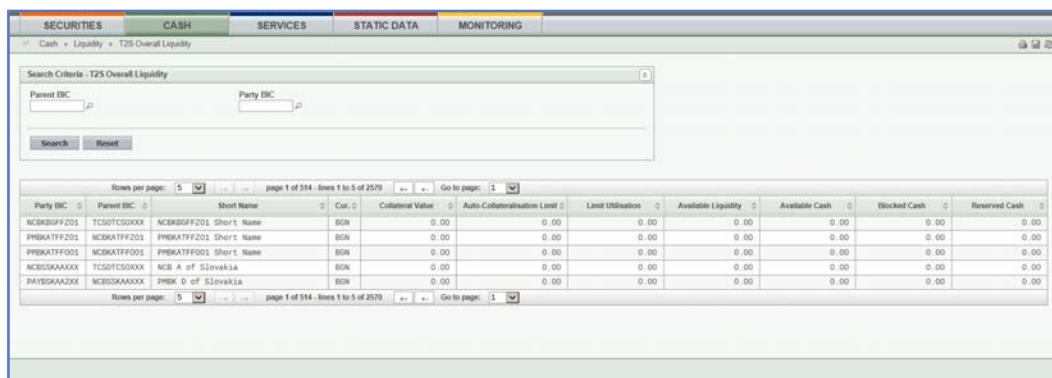 SECURITIES CASH SERVICES STATIC DATA MONITORING
Cash » Liquidity » T2S Overall Liquidity
Search Criteria - T2S Overall Liquidity
Parent BIC Party BIC
Search Reset
Rows per page: 5 page 1 of 514 - lines 1 to 5 of 2570 Go to page: 1
Party BIC Parent BIC Short Name Cur. Collateral Value Auto-Collateralisation Limit Limit Utilisation Available Liquidity Available Cash Blocked Cash Reserved Cash
NCBKBGFFZ01 TCSOTCSOXXX NCBKBGFFZ01 Short Name BGN 0.00 0.00 0.00 0.00 0.00 0.00 0.00
PMBKATFFZ01 NCBKATFFZ01 PMBKATFFZ01 Short Name BGN 0.00 0.00 0.00 0.00 0.00 0.00 0.00
PMBKATFF001 NCBKATFF001 PMBKATFF001 Short Name BGN 0.00 0.00 0.00 0.00 0.00 0.00 0.00
NCBSSKAAXXX TCSOTCSOXXX NCB A of Slovakia BGN 0.00 0.00 0.00 0.00 0.00 0.00 0.00
PAYBSKAA2XX NCBSSKAAXXX PMBK D of Slovakia BGN 0.00 0.00 0.00 0.00 0.00 0.00 0.00
Rows per page: 5 page 1 of 514 - lines 1 to 5 of 2570 Go to page: 1